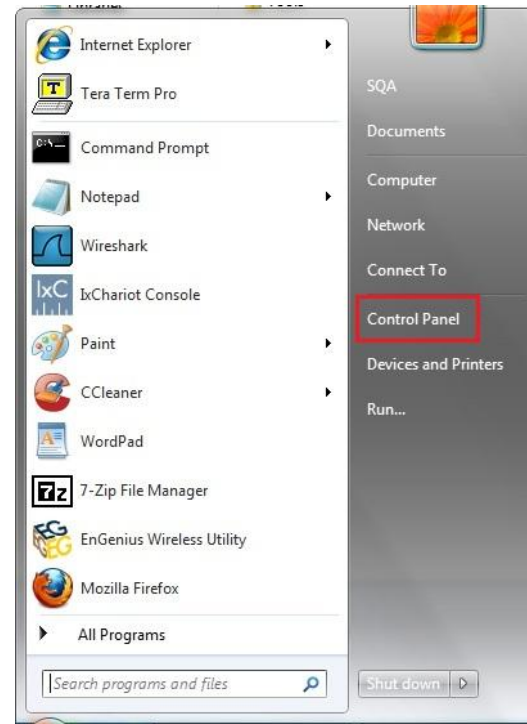 Internet Explorer
Tera Term Pro
Command Prompt
Notepad
Wireshark
IxChariot Console
Paint
CCleaner
WordPad
7-Zip File Manager
EnGenius Wireless Utility
Mozilla Firefox
All Programs
Search programs and files
SQA
Documents
Computer
Network
Connect To
Control Panel
Devices and Printers
Run...
Shut down